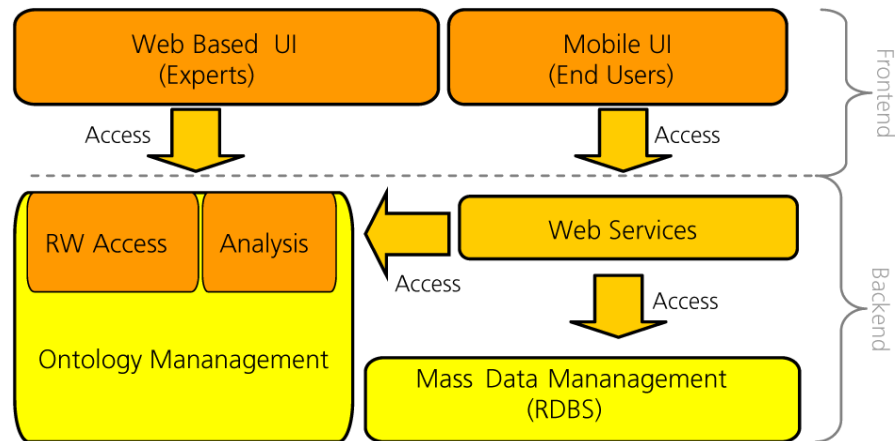 Web Based UI
(Experts)
Mobile UI
(End Users)
Frontend
Access
Access
RW Access
Analysis
Web Services
Access
Access
Backend
Ontology Mananagement
Mass Data Mananagement
(RDBS)